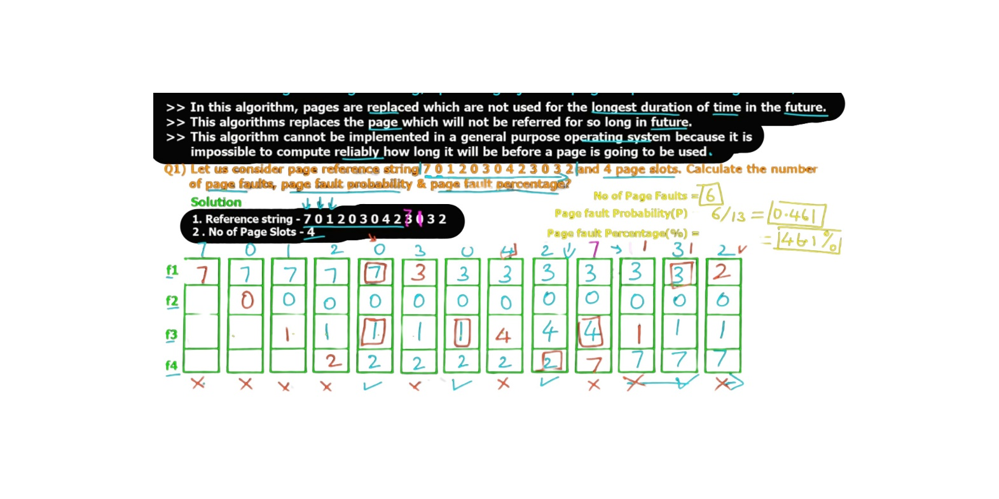 >> In this algorithm, pages are replaced which are not used for the longest duration of time in the future.
>> This algorithms replaces the page which will not be referred for so long in future.
>> This algorithm cannot be implemented in a general purpose operating system because it is
impossible to compute reliably how long it will be before a page is going to be used.
Q1) Let us consider page reference string 7 0 1 2 0 3 0 4 2 3 0 3 2 and 4 page slots. Calculate the number
of page faults, page fault probability & page fault percentage?
No of Page Faults = 6
Solution
Page fault Probability(P) 6/13 = 0.461
1. Reference string - 7 0 1 2 0 3 0 4 2 3 0 3 2
7 1
2 . No of Page Slots - 4
Page fault Percentage(%) =
= 46.1%
7 0 1 2 0 3 0 4 2 7 1 3 1 2
f1 7 7 7 7 7 3 3 3 3 3 3 3 2
f2 0 0 0 0 0 0 0 0 0 0 0 0
f3 1 1 1 1 1 4 4 4 1 1 1
f4 2 2 2 2 2 2 7 7 7 7